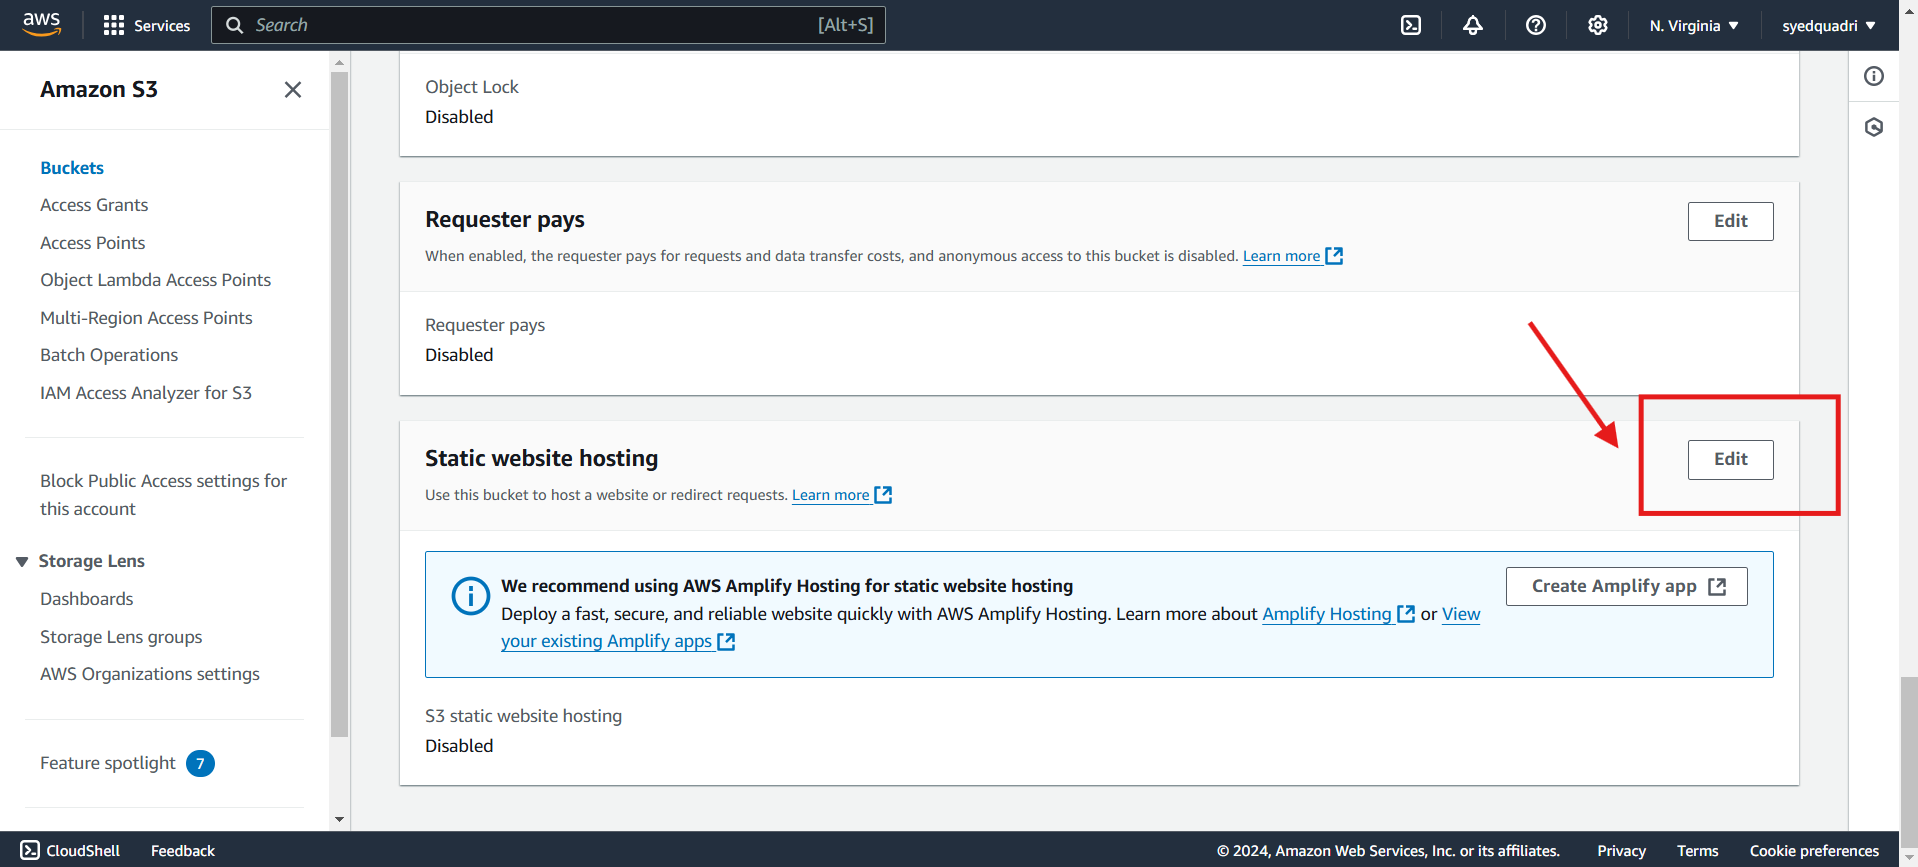 aws
Services
Search
[Alt+S]
N. Virginia
syedquadri
Amazon S3
Buckets
Access Grants
Access Points
Object Lambda Access Points
Multi-Region Access Points
Batch Operations
IAM Access Analyzer for S3
Block Public Access settings for
this account
Storage Lens
Dashboards
Storage Lens groups
AWS Organizations settings
Feature spotlight 7
Object Lock
Disabled
Requester pays
Edit
When enabled, the requester pays for requests and data transfer costs, and anonymous access to this bucket is disabled. Learn more
Requester pays
Disabled
Static website hosting
Edit
Use this bucket to host a website or redirect requests. Learn more
We recommend using AWS Amplify Hosting for static website hosting
Create Amplify app
Deploy a fast, secure, and reliable website quickly with AWS Amplify Hosting. Learn more about Amplify Hosting or View
your existing Amplify apps
S3 static website hosting
Disabled
CloudShell
Feedback
© 2024, Amazon Web Services, Inc. or its affiliates.
Privacy
Terms
Cookie preferences